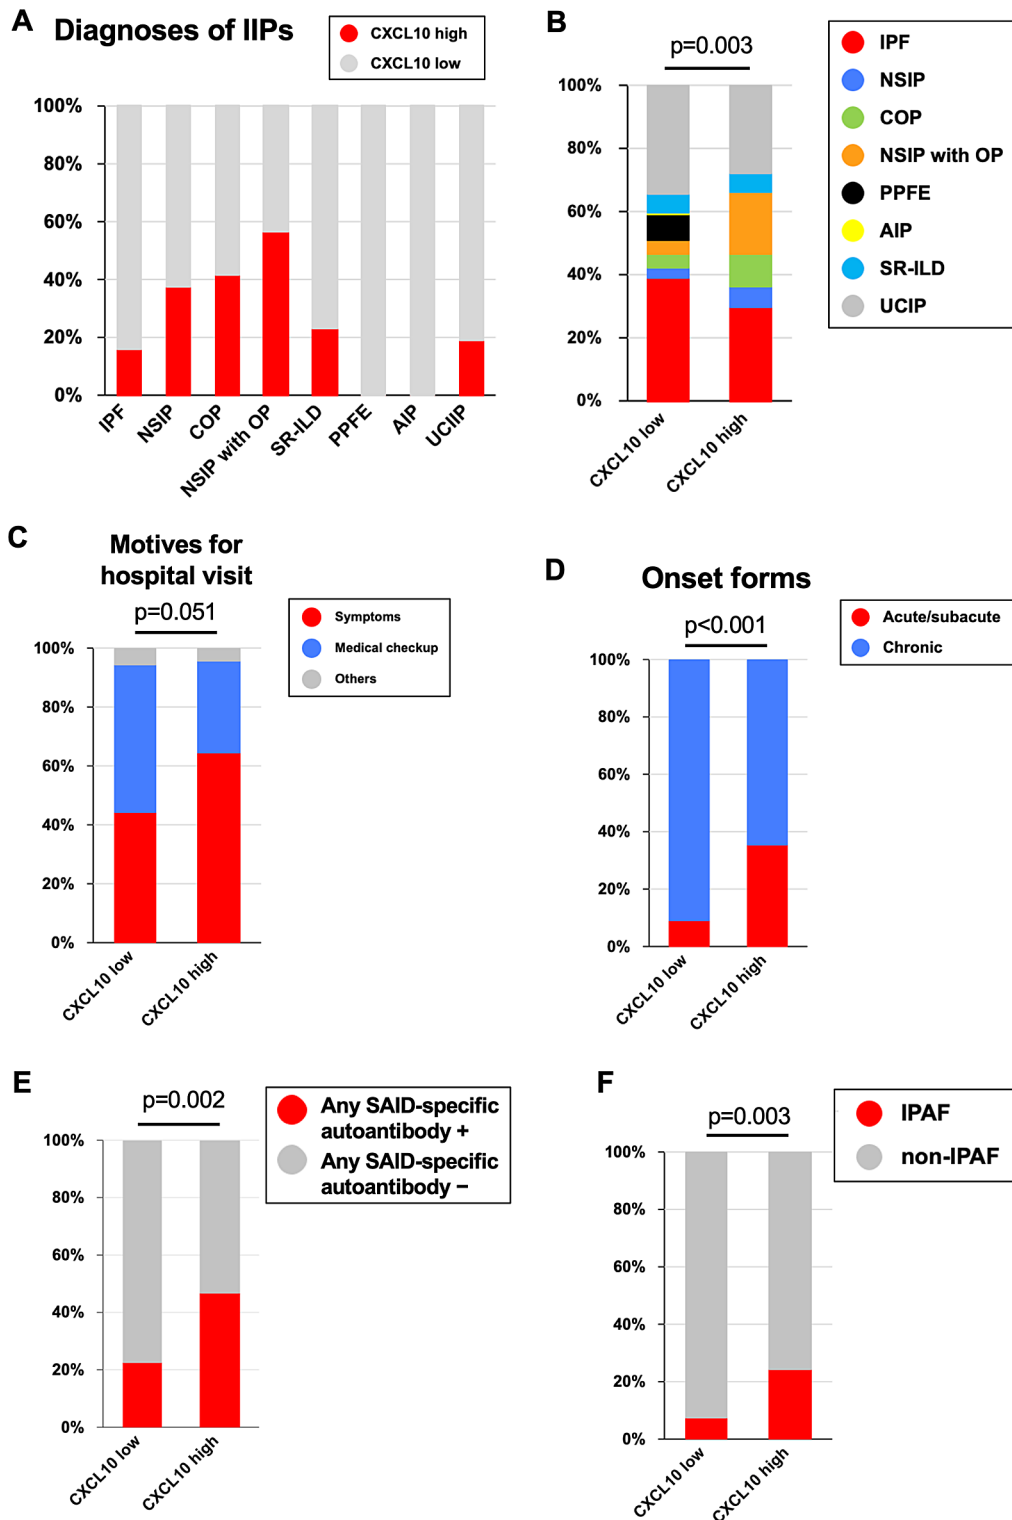 A
Diagnoses of IIPs
CXCL10 high
CXCL10 low
100%
80%
60%
40%
20%
0%
IPF
NSIP
COP
NSIP with OP
SR-ILD
PPFE
AIP
UCIIP
B
p=0.003
100%
80%
60%
40%
20%
0%
CXCL10 low
CXCL10 high
IPF
NSIP
COP
NSIP with OP
PPFE
AIP
SR-ILD
UCIP
C
Motives for
hospital visit
p=0.051
Symptoms
Medical checkup
Others
100%
80%
60%
40%
20%
0%
CXCL10 low
CXCL10 high
D
Onset forms
p<0.001
Acute/subacute
Chronic
100%
80%
60%
40%
20%
0%
CXCL10 low
CXCL10 high
E
p=0.002
Any SAID-specific
autoantibody +
Any SAID-specific
autoantibody −
100%
80%
60%
40%
20%
0%
CXCL10 low
CXCL10 high
F
p=0.003
IPAF
non-IPAF
100%
80%
60%
40%
20%
0%
CXCL10 low
CXCL10 high